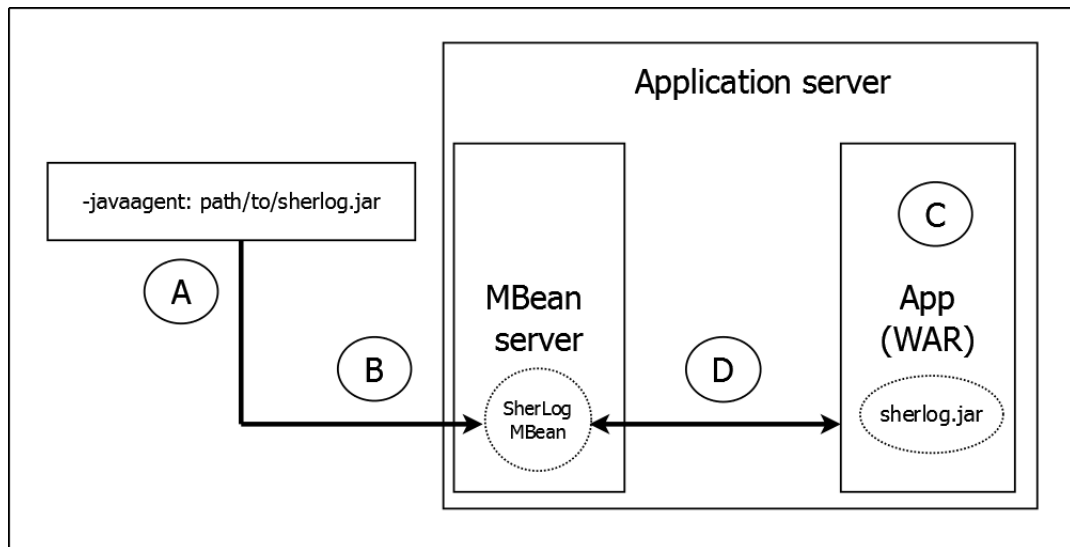 Application server
-javaagent: path/to/sherlog.jar
A
B
MBean
server
SherLog
MBean
D
C
App
(WAR)
sherlog.jar